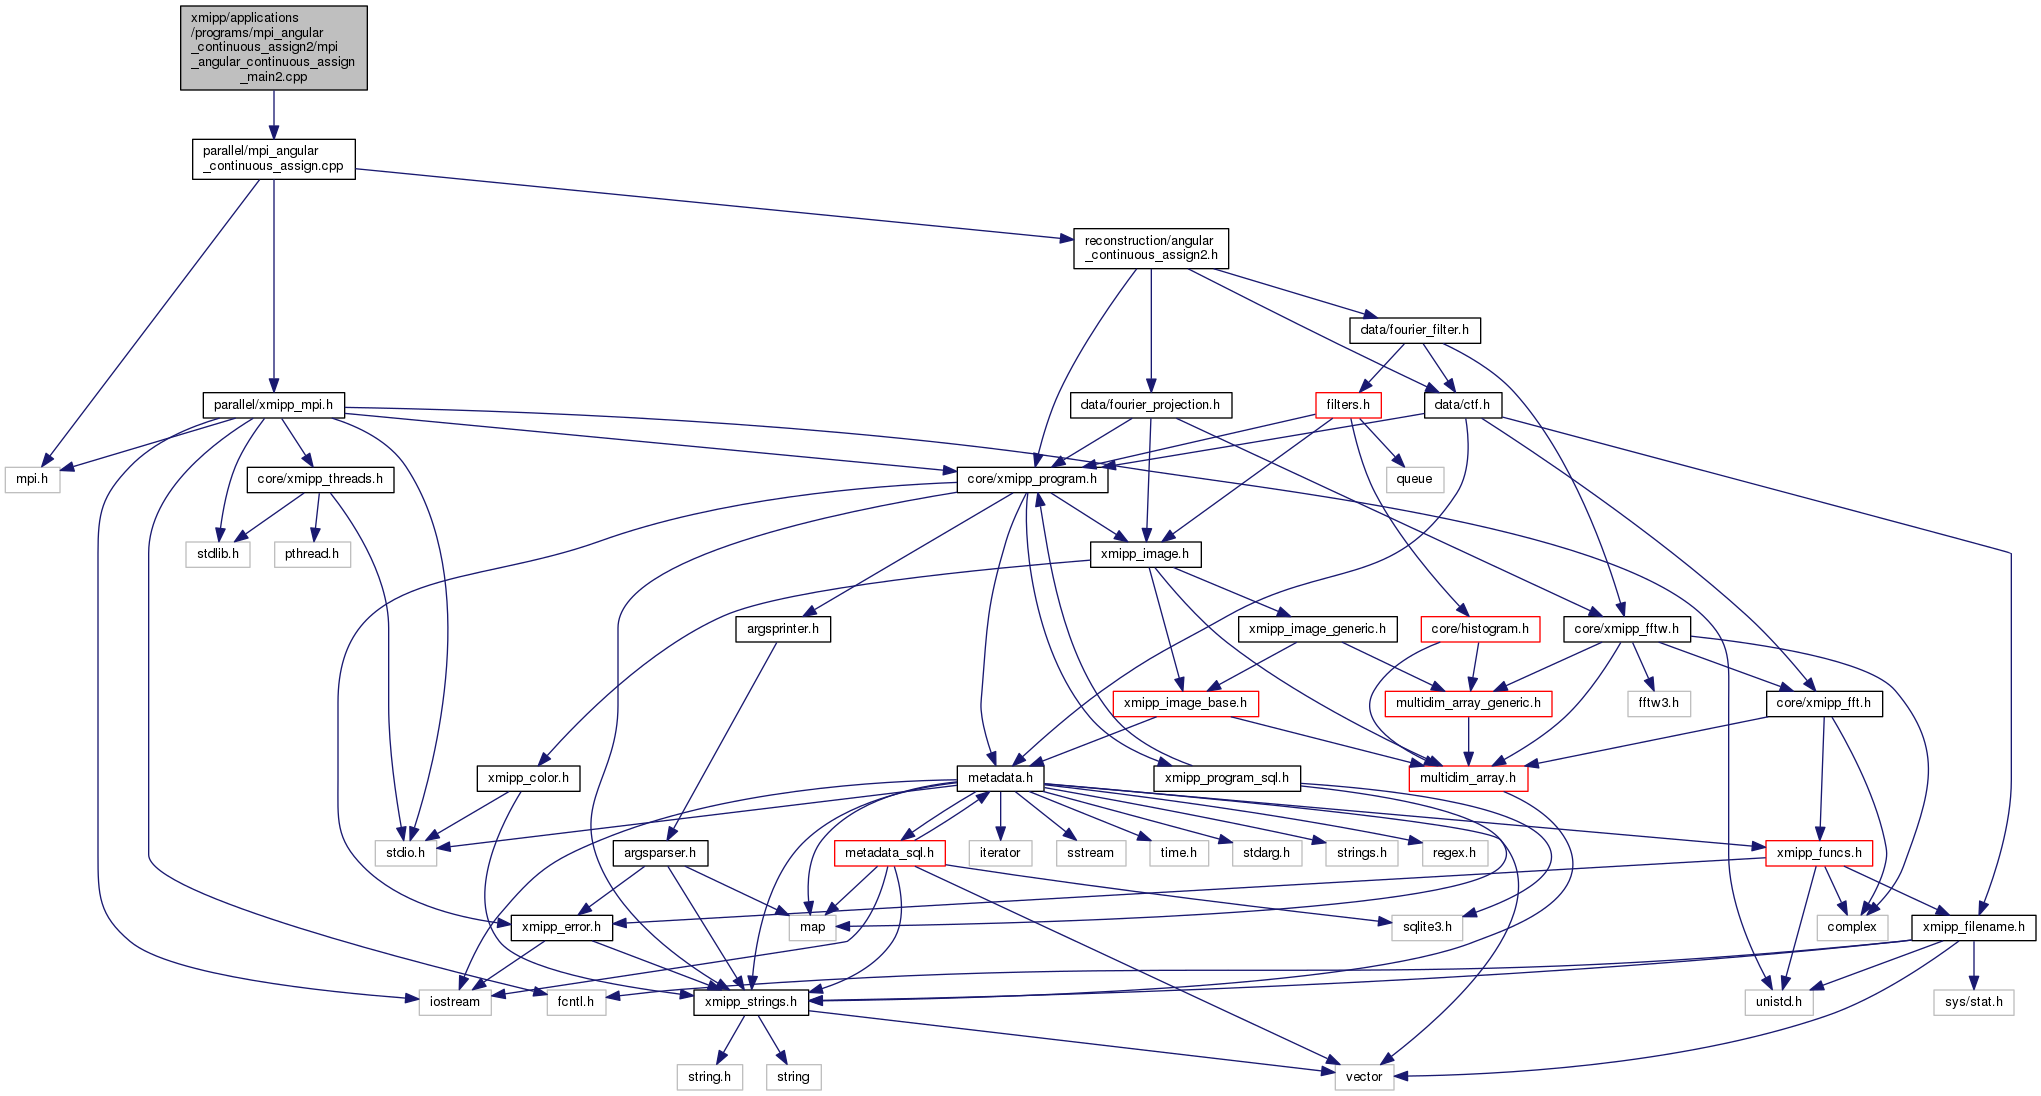 xmipp/applications
/programs/mpi_angular
_continuous_assign2/mpi
_angular_continuous_assign
_main2.cpp
parallel/mpi_angular
_continuous_assign.cpp
reconstruction/angular
_continuous_assign2.h
data/fourier_filter.h
parallel/xmipp_mpi.h
data/fourier_projection.h
filters.h
data/ctf.h
mpi.h
core/xmipp_threads.h
core/xmipp_program.h
queue
stdlib.h
pthread.h
xmipp_image.h
argsprinter.h
xmipp_image_generic.h
core/histogram.h
core/xmipp_fftw.h
xmipp_image_base.h
multidim_array_generic.h
fftw3.h
core/xmipp_fft.h
xmipp_color.h
metadata.h
xmipp_program_sql.h
multidim_array.h
stdio.h
argsparser.h
metadata_sql.h
iterator
sstream
time.h
stdarg.h
strings.h
regex.h
xmipp_funcs.h
xmipp_error.h
map
sqlite3.h
complex
xmipp_filename.h
iostream
fcntl.h
xmipp_strings.h
unistd.h
sys/stat.h
string.h
string
vector